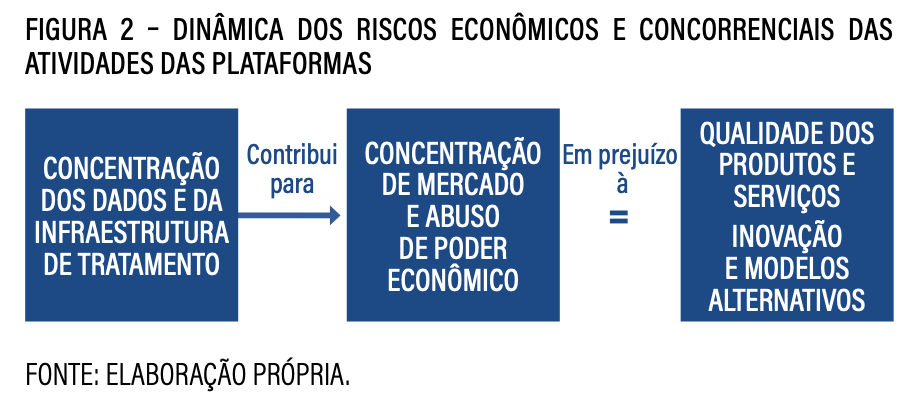 FIGURA 2 – DINÂMICA DOS RISCOS ECONÔMICOS E CONCORRENCIAIS DAS
ATIVIDADES DAS PLATAFORMAS
CONCENTRAÇÃO
DOS DADOS E DA
INFRAESTRUTURA
DE TRATAMENTO
Contribui
para
CONCENTRAÇÃO
DE MERCADO
E ABUSO
DE PODER
ECONÔMICO
Em prejuízo
à
=
QUALIDADE DOS
PRODUTOS E
SERVIÇOS
INOVAÇÃO
E MODELOS
ALTERNATIVOS
FONTE: ELABORAÇÃO PRÓPRIA.